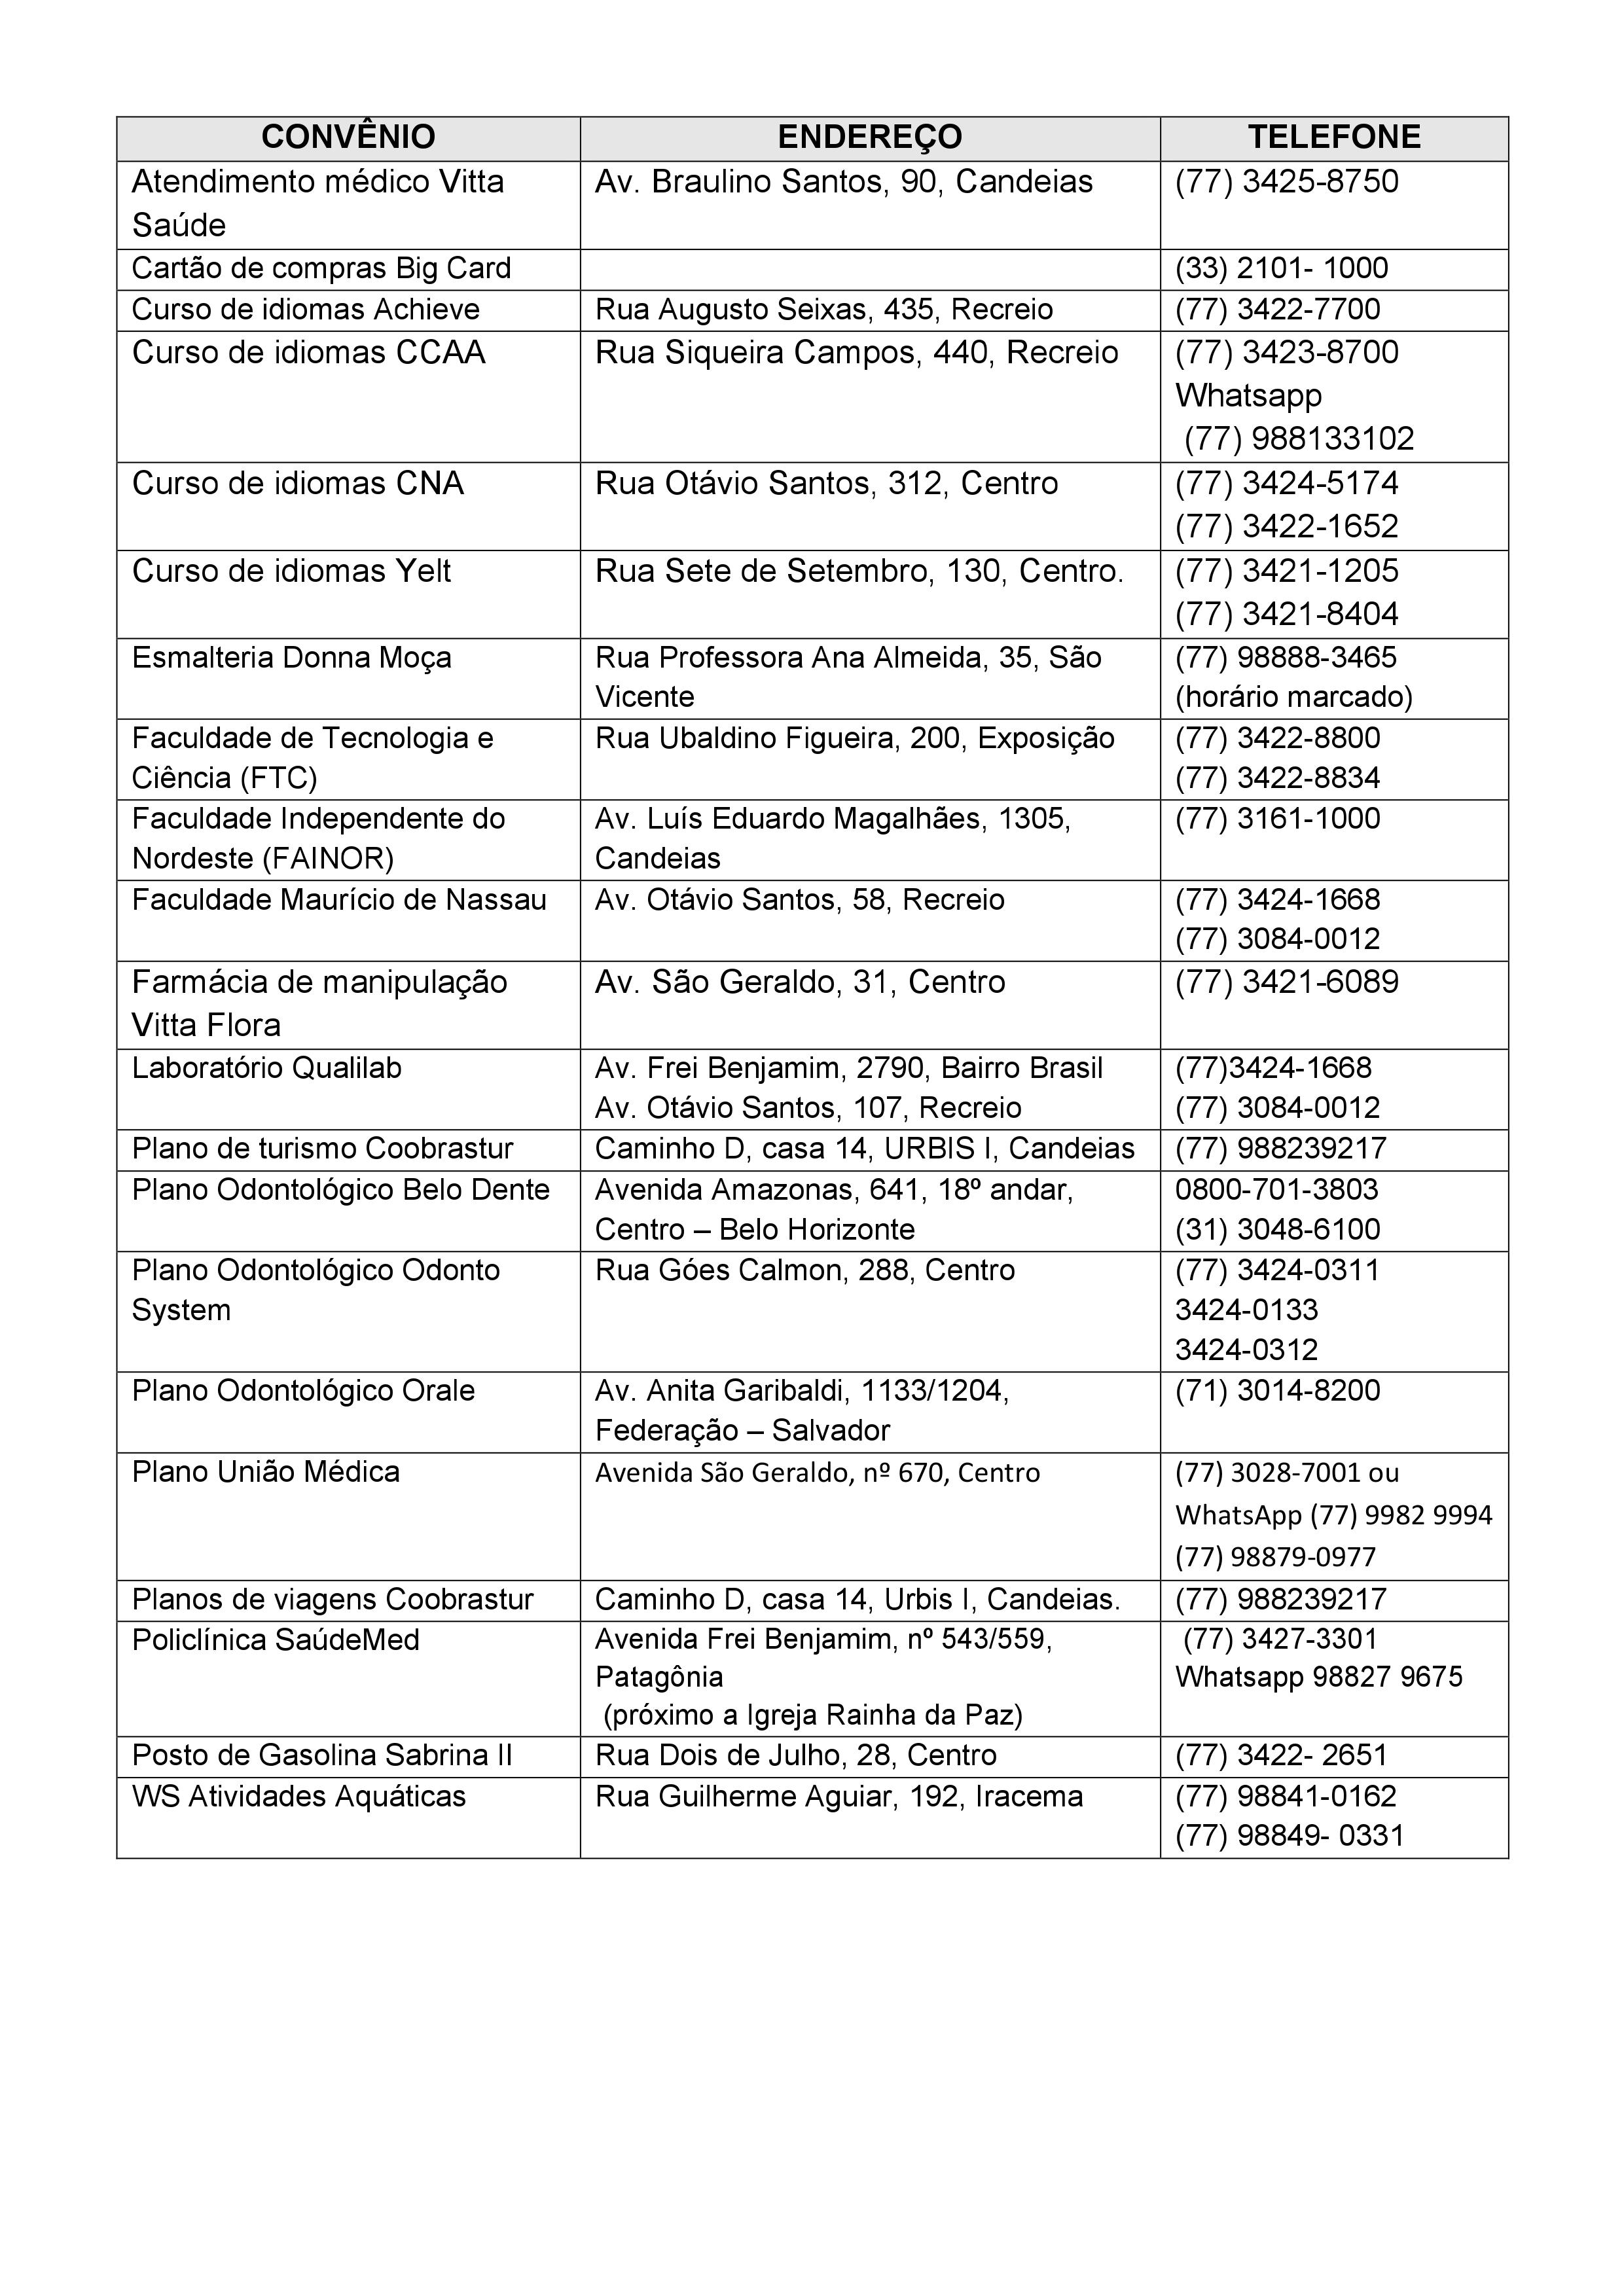 CONVÊNIO ENDEREÇO TELEFONE
Atendimento médico Vitta Av. Braulino Santos, 90, Candeias (77) 3425-8750
Saúde
Cartão de compras Big Card (33) 2101- 1000
Curso de idiomas Achieve Rua Augusto Seixas, 435, Recreio (77) 3422-7700
Curso de idiomas CCAA Rua Siqueira Campos, 440, Recreio (77) 3423-8700
Whatsapp
(77) 988133102
Curso de idiomas CNA Rua Otávio Santos, 312, Centro (77) 3424-5174
(77) 3422-1652
Curso de idiomas Yelt Rua Sete de Setembro, 130, Centro. (77) 3421-1205
(77) 3421-8404
Esmalteria Donna Moça Rua Professora Ana Almeida, 35, São (77) 98888-3465
Vicente (horário marcado)
Faculdade de Tecnologia e Rua Ubaldino Figueira, 200, Exposição (77) 3422-8800
Ciência (FTC) (77) 3422-8834
Faculdade Independente do Av. Luís Eduardo Magalhães, 1305, (77) 3161-1000
Nordeste (FAINOR) Candeias
Faculdade Maurício de Nassau Av. Otávio Santos, 58, Recreio (77) 3424-1668
(77) 3084-0012
Farmácia de manipulação Av. São Geraldo, 31, Centro (77) 3421-6089
Vitta Flora
Laboratório Qualilab Av. Frei Benjamim, 2790, Bairro Brasil (77)3424-1668
Av. Otávio Santos, 107, Recreio (77) 3084-0012
Plano de turismo Coobrastur Caminho D, casa 14, URBIS I, Candeias (77) 988239217
Plano Odontológico Belo Dente Avenida Amazonas, 641, 18º andar, 0800-701-3803
Centro – Belo Horizonte (31) 3048-6100
Plano Odontológico Odonto Rua Góes Calmon, 288, Centro (77) 3424-0311
System 3424-0133
3424-0312
Plano Odontológico Orale Av. Anita Garibaldi, 1133/1204, (71) 3014-8200
Federação – Salvador
Plano União Médica Avenida São Geraldo, nº 670, Centro (77) 3028-7001 ou
WhatsApp (77) 9982 9994
(77) 98879-0977
Planos de viagens Coobrastur Caminho D, casa 14, Urbis I, Candeias. (77) 988239217
Policlínica SaúdeMed Avenida Frei Benjamim, nº 543/559, (77) 3427-3301
Patagônia Whatsapp 98827 9675
(próximo a Igreja Rainha da Paz)
Posto de Gasolina Sabrina II Rua Dois de Julho, 28, Centro (77) 3422- 2651
WS Atividades Aquáticas Rua Guilherme Aguiar, 192, Iracema (77) 98841-0162
(77) 98849- 0331